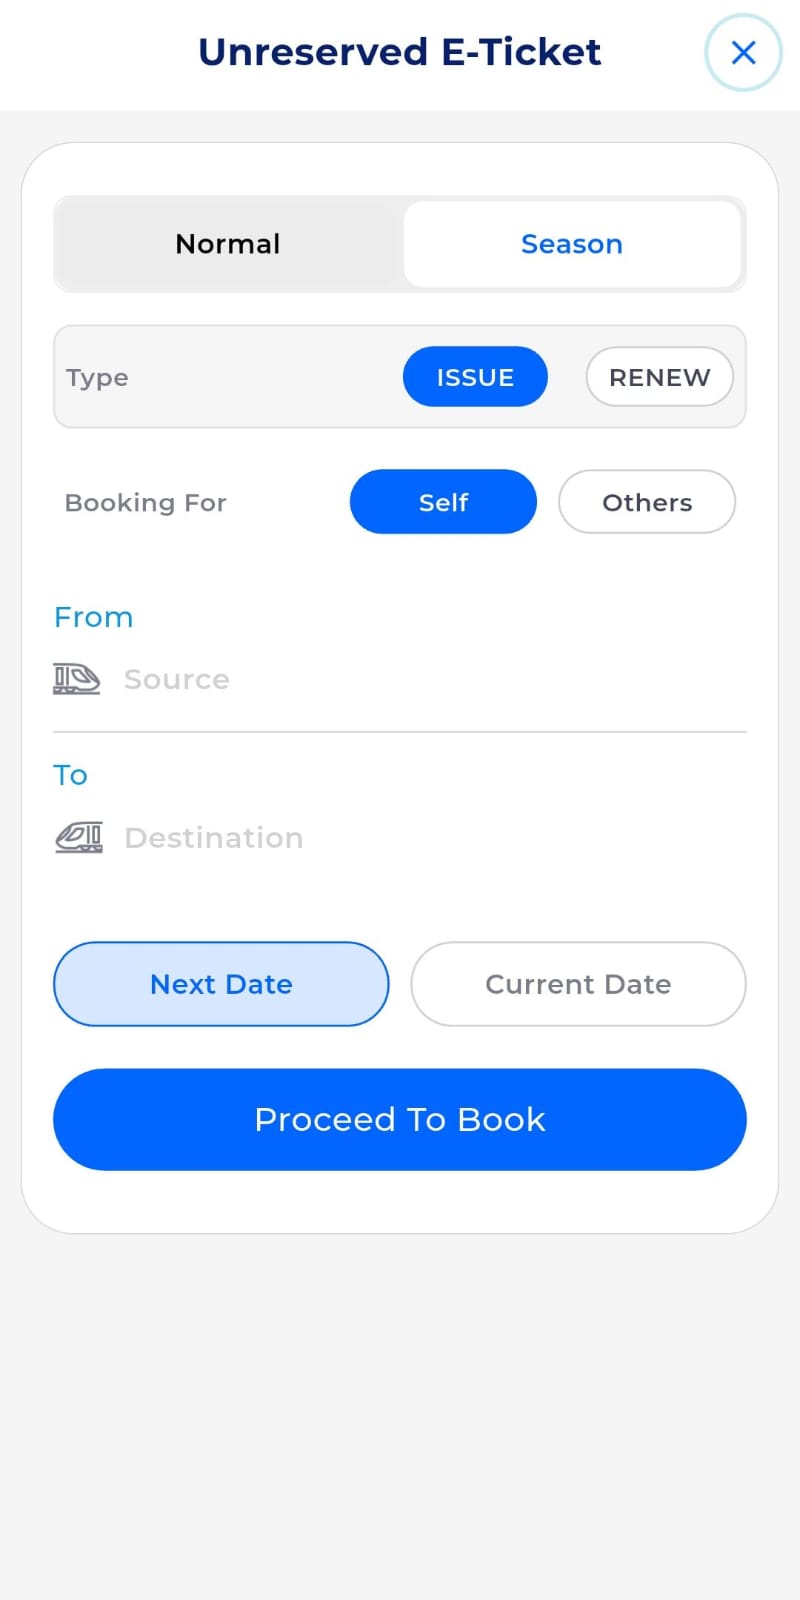 Unreserved E-Ticket
Normal Season
Type ISSUE RENEW
Booking For Self Others
From
Source
To
Destination
Next Date Current Date
Proceed To Book